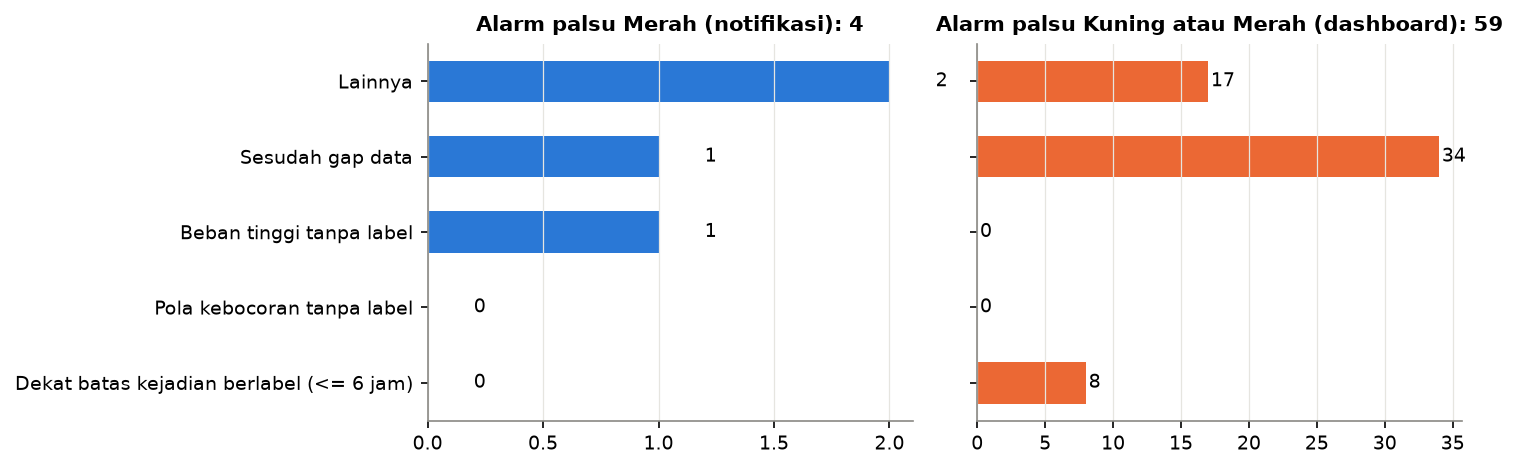 Alarm palsu Merah (notifikasi): 4
Lainnya
2
Sesudah gap data
1
Beban tinggi tanpa label
1
Pola kebocoran tanpa label
0
Dekat batas kejadian berlabel (<= 6 jam)
0
0.0 0.5 1.0 1.5 2.0
Alarm palsu Kuning atau Merah (dashboard): 59
17
34
0
0
8
0 5 10 15 20 25 30 35